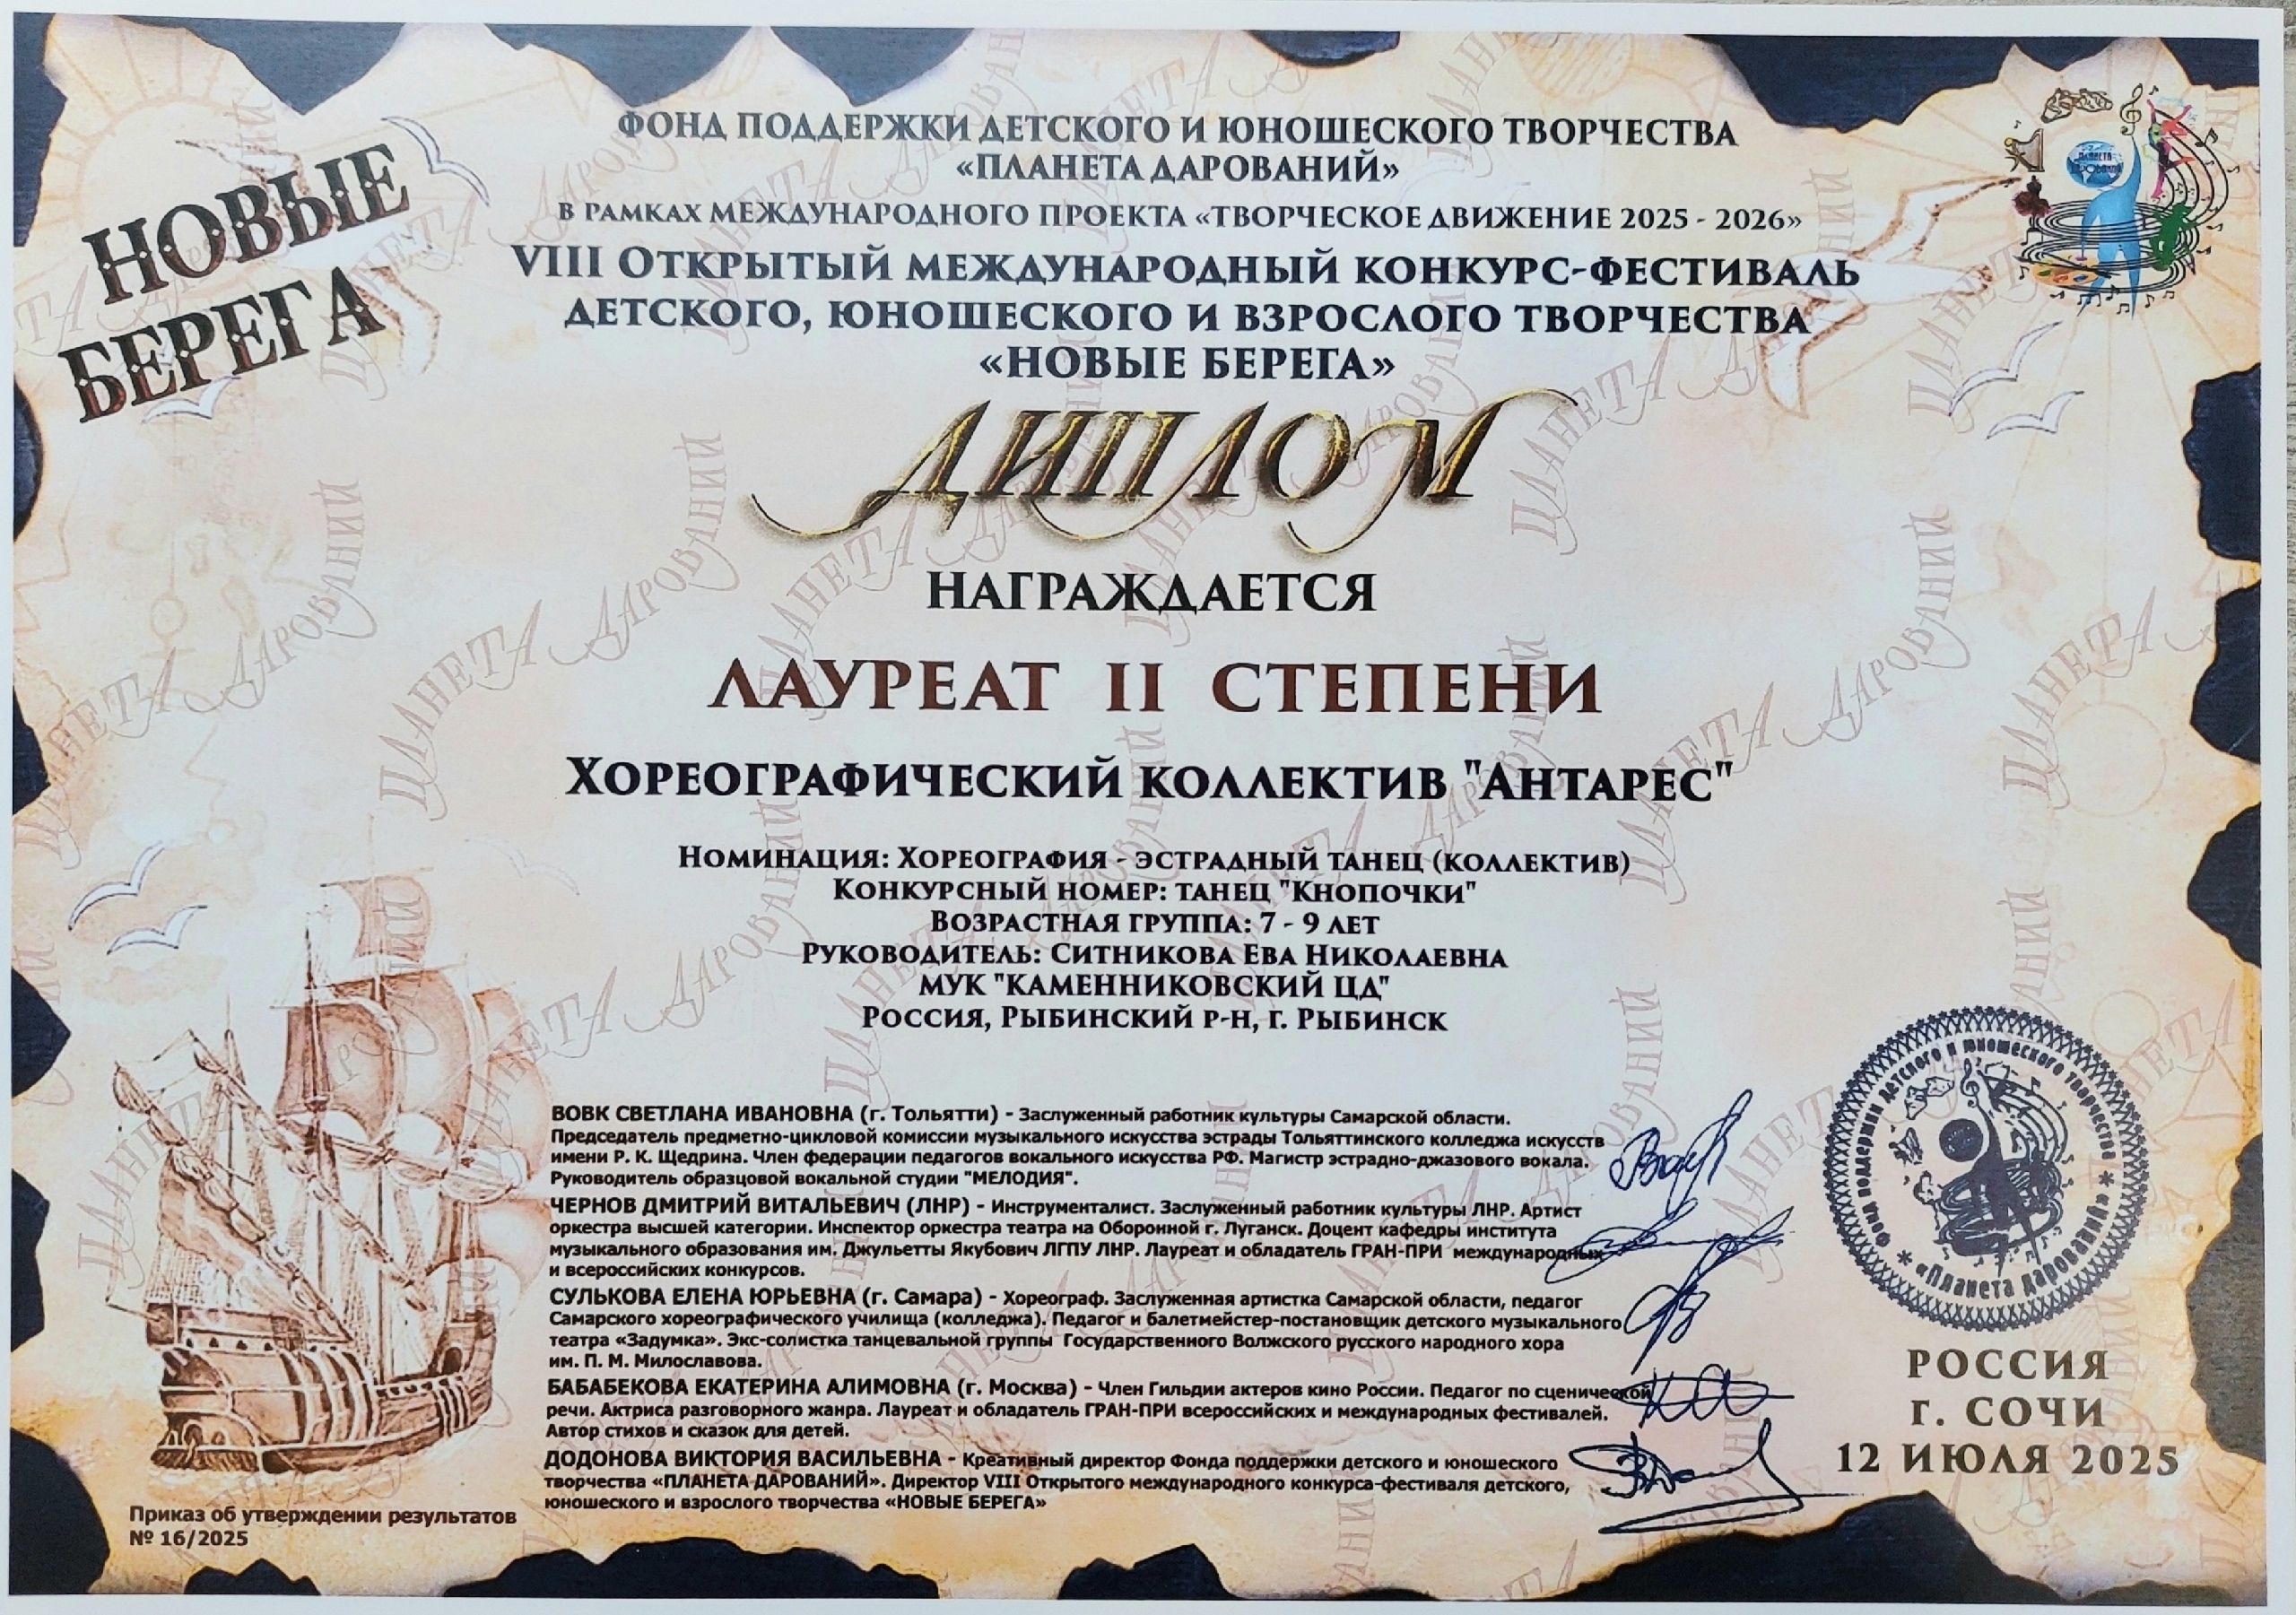 НОВЫЕ
БЕРЕГА
ФОНД ПОДДЕРЖКИ ДЕТСКОГО И ЮНОШЕСКОГО ТВОРЧЕСТВА
«ПЛАНЕТА ДАРОВАНИЙ»
В РАМКАХ МЕЖДУНАРОДНОГО ПРОЕКТА «ТВОРЧЕСКОЕ ДВИЖЕНИЕ 2025 - 2026»
VIII ОТКРЫТЫЙ МЕЖДУНАРОДНЫЙ КОНКУРС-ФЕСТИВАЛЬ
ДЕТСКОГО, ЮНОШЕСКОГО И ВЗРОСЛОГО ТВОРЧЕСТВА
«НОВЫЕ БЕРЕГА»
ПЛАНЕТА
ДАРОВАНИЙ
ДИПЛОМ
НАГРАЖДАЕТСЯ
ЛАУРЕАТ II СТЕПЕНИ
ХОРЕОГРАФИЧЕСКИЙ КОЛЛЕКТИВ "АНТАРЕС"
НОМИНАЦИЯ: ХОРЕОГРАФИЯ - ЭСТРАДНЫЙ ТАНЕЦ (КОЛЛЕКТИВ)
КОНКУРСНЫЙ НОМЕР: ТАНЕЦ "КНОПОЧКИ"
ВОЗРАСТНАЯ ГРУППА: 7 - 9 ЛЕТ
РУКОВОДИТЕЛЬ: СИТНИКОВА ЕВА НИКОЛАЕВНА
МУК "КАМЕННИКОВСКИЙ ЦД"
РОССИЯ, РЫБИНСКИЙ Р-Н, Г. РЫБИНСК
ВОВК СВЕТЛАНА ИВАНОВНА (г. Тольятти) - Заслуженный работник культуры Самарской области.
Председатель предметно-цикловой комиссии музыкального искусства эстрады Тольяттинского колледжа искусств
имени Р. К. Щедрина. Член федерации педагогов вокального искусства РФ. Магистр эстрадно-джазового вокала.
Руководитель образцовой вокальной студии "МЕЛОДИЯ".
ЧЕРНОВ ДМИТРИЙ ВИТАЛЬЕВИЧ (ЛНР) - Инструменталист. Заслуженный работник культуры ЛНР. Артист
оркестра высшей категории. Инспектор оркестра театра на Оборонной г. Луганск. Доцент кафедры института
музыкального образования им. Джульетты Якубович ЛГПУ ЛНР. Лауреат и обладатель ГРАН-ПРИ международных
и всероссийских конкурсов.
СУЛЬКОВА ЕЛЕНА ЮРЬЕВНА (г. Самара) - Хореограф. Заслуженная артистка Самарской области, педагог
Самарского хореографического училища (колледжа). Педагог и балетмейстер-постановщик детского музыкального
театра «Задумка». Экс-солистка танцевальной группы Государственного Волжского русского народного хора
им. П. М. Милославова.
БАБАБЕКОВА ЕКАТЕРИНА АЛИМОВНА (г. Москва) - Член Гильдии актеров кино России. Педагог по сценической
речи. Актриса разговорного жанра. Лауреат и обладатель ГРАН-ПРИ всероссийских и международных фестивалей.
Автор стихов и сказок для детей.
ДОДОНОВА ВИКТОРИЯ ВАСИЛЬЕВНА - Креативный директор Фонда поддержки детского и юношеского
творчества «ПЛАНЕТА ДАРОВАНИЙ». Директор VIII Открытого международного конкурса-фестиваля детского,
юношеского и взрослого творчества «НОВЫЕ БЕРЕГА»
Фонд поддержки детского и юношеского творчества
* «Планета дарований» *
РОССИЯ
Г. СОЧИ
12 ИЮЛЯ 2025
Приказ об утверждении результатов
№ 16/2025